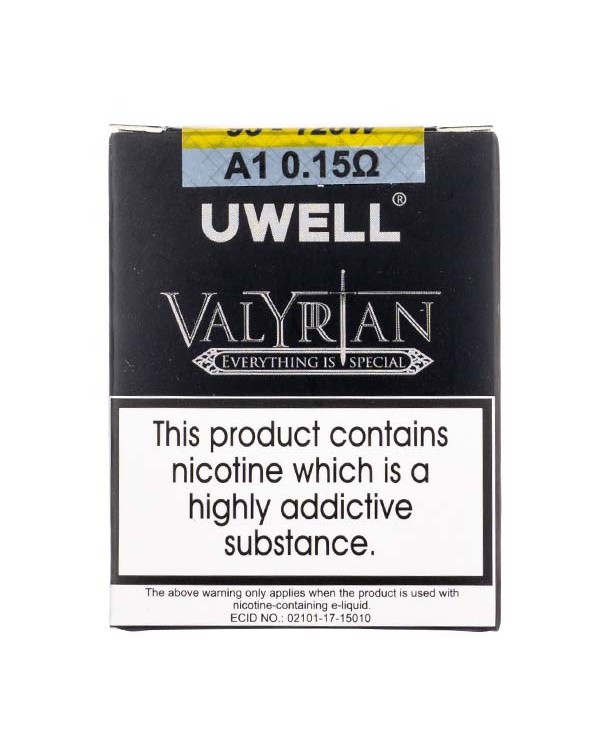 A1 0.15Ω
UWELL®
VALYRIAN
EVERYTHING IS SPECIAL
This product contains
nicotine which is a
highly addictive
substance.
The above warning only applies when the product is used with
nicotine-containing e-liquid.
ECID NO.: 02101-17-15010